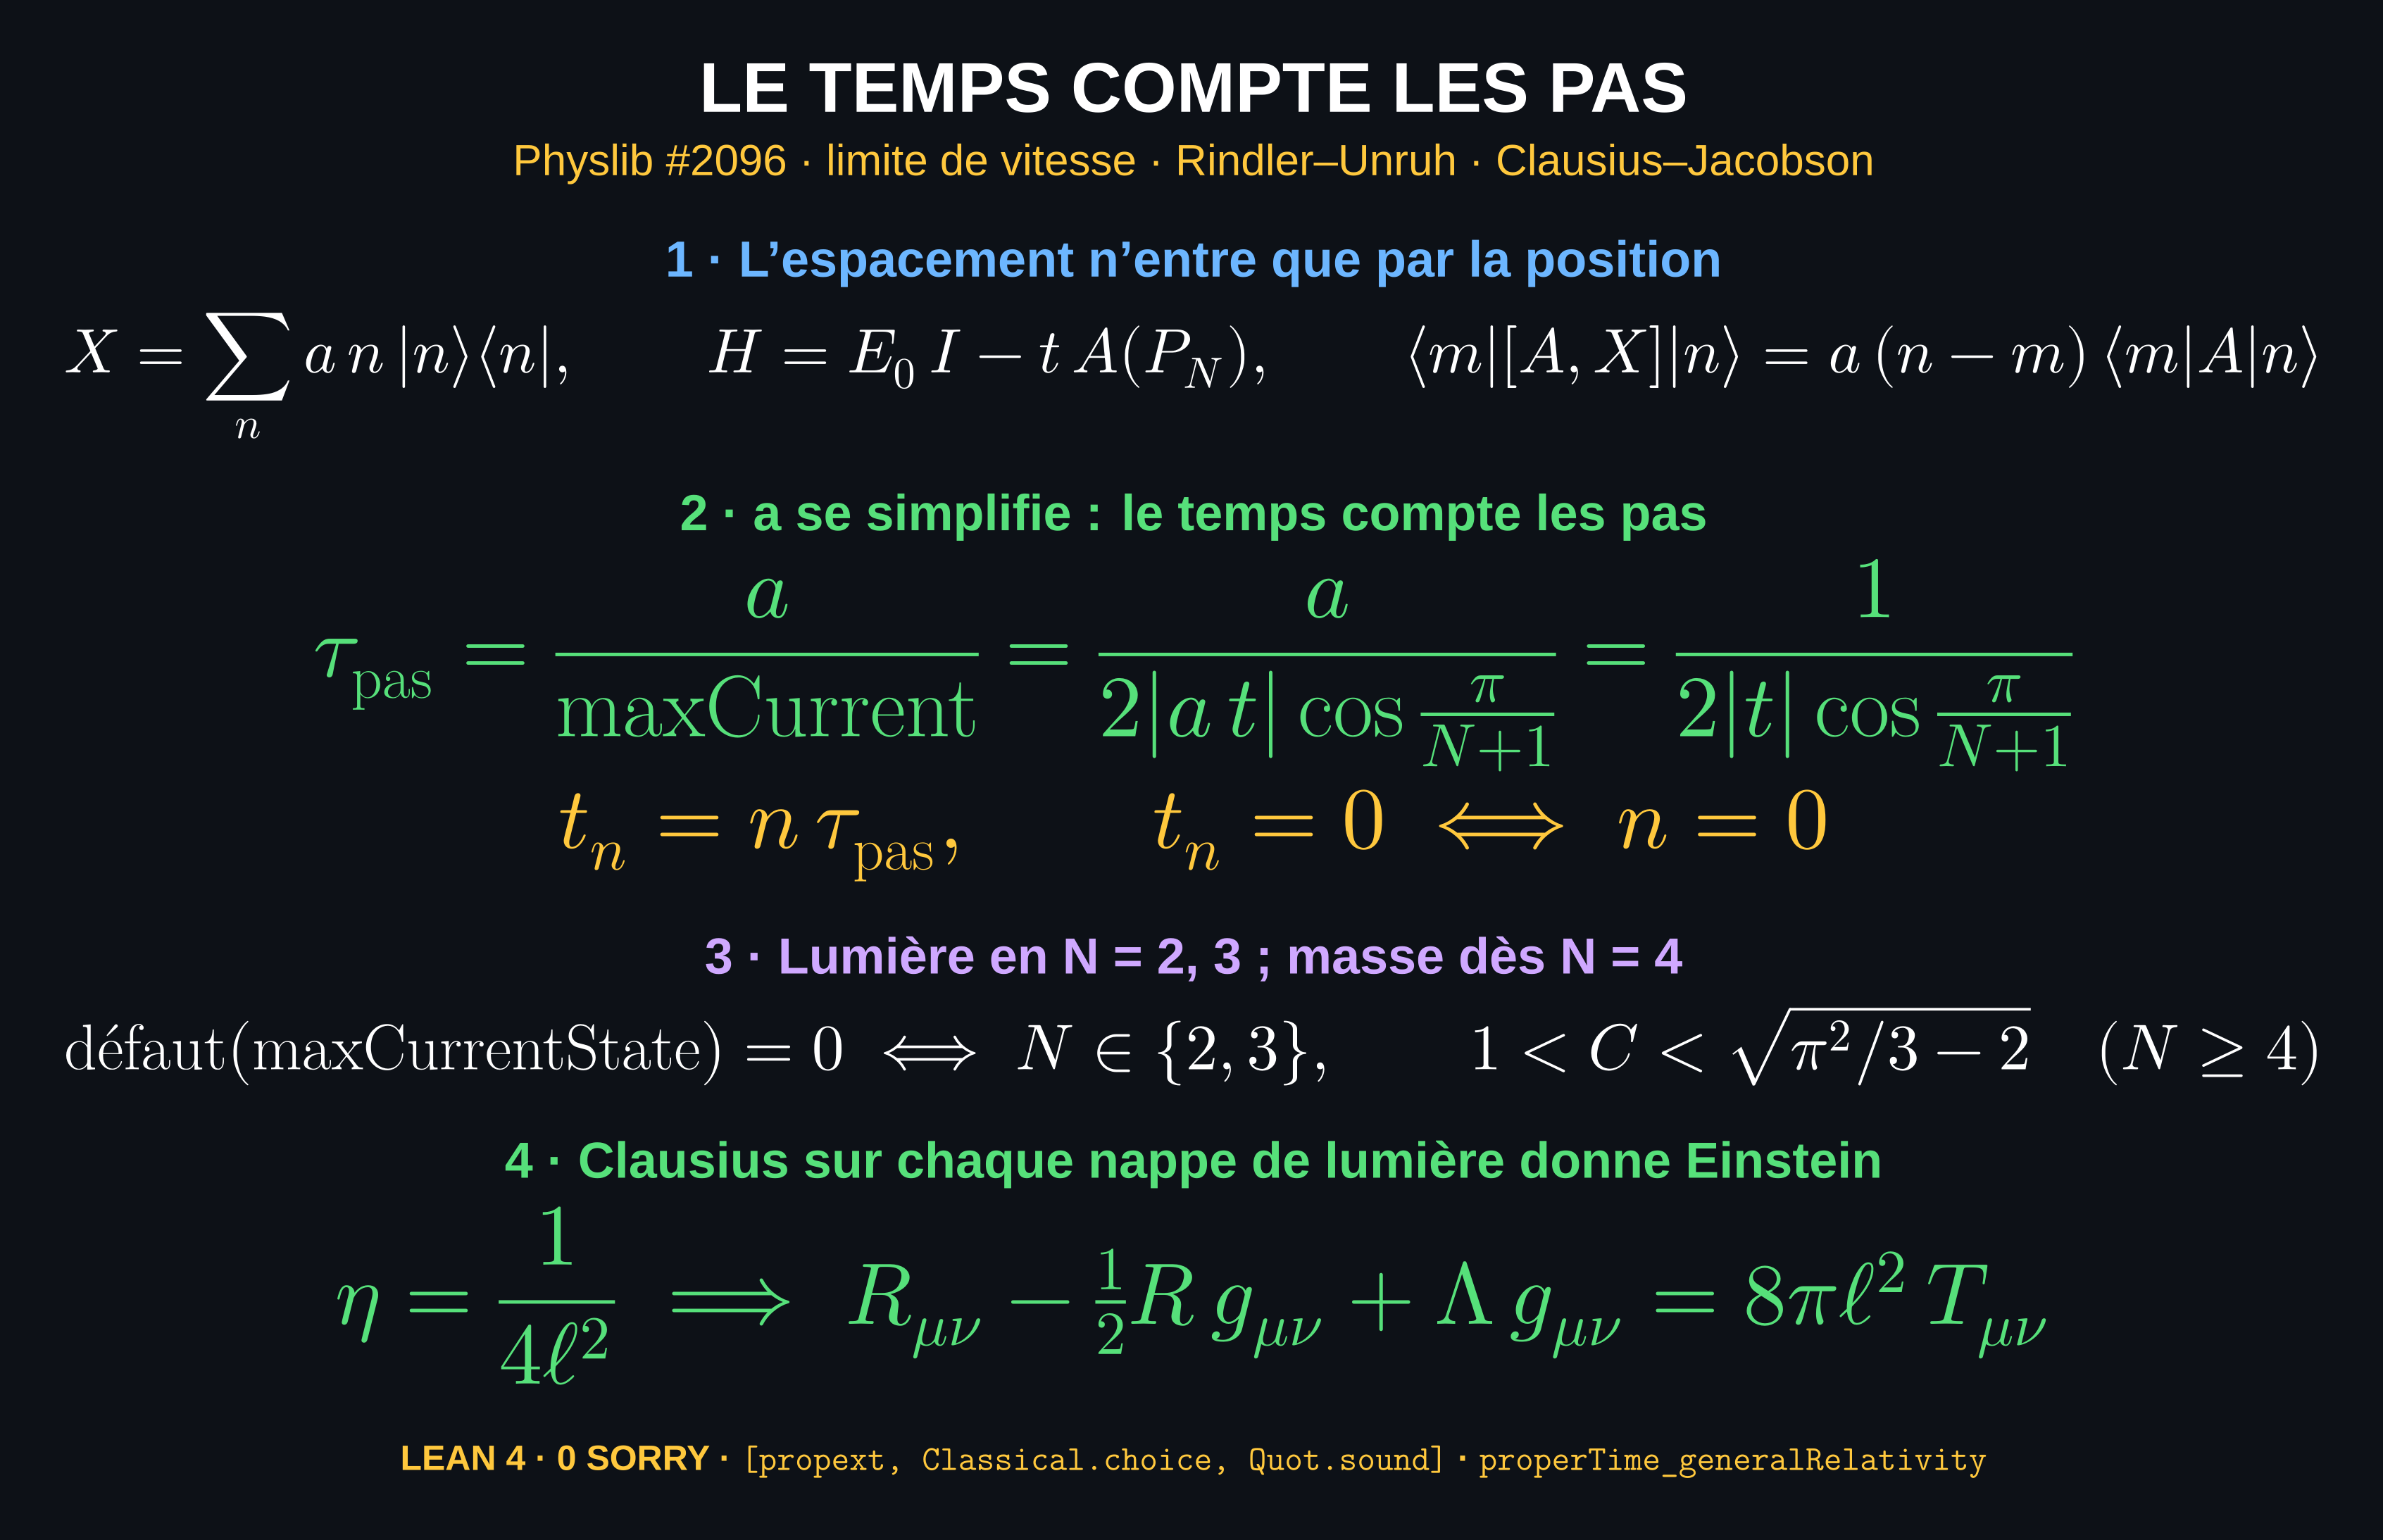 LE TEMPS COMPTE LES PAS
Physlib #2096 · limite de vitesse · Rindler–Unruh · Clausius–Jacobson
1 · L’espacement n’entre que par la position
X = ∑_n a n |n⟩⟨n|, H = E_0 I − t A(P_N), ⟨m|[A, X]|n⟩ = a (n − m) ⟨m|A|n⟩
2 · a se simplifie : le temps compte les pas
τ_pas = a / maxCurrent = a / (2|a t| cos π/(N+1)) = 1 / (2|t| cos π/(N+1))
t_n = n τ_pas, t_n = 0 ⟺ n = 0
3 · Lumière en N = 2, 3 ; masse dès N = 4
défaut(maxCurrentState) = 0 ⟺ N ∈ {2, 3}, 1 < C < √(π²/3 − 2) (N ≥ 4)
4 · Clausius sur chaque nappe de lumière donne Einstein
η = 1/(4ℓ²) ⟹ R_μν − ½R g_μν + Λ g_μν = 8πℓ² T_μν
LEAN 4 · 0 SORRY · [propext, Classical.choice, Quot.sound] · properTime_generalRelativity